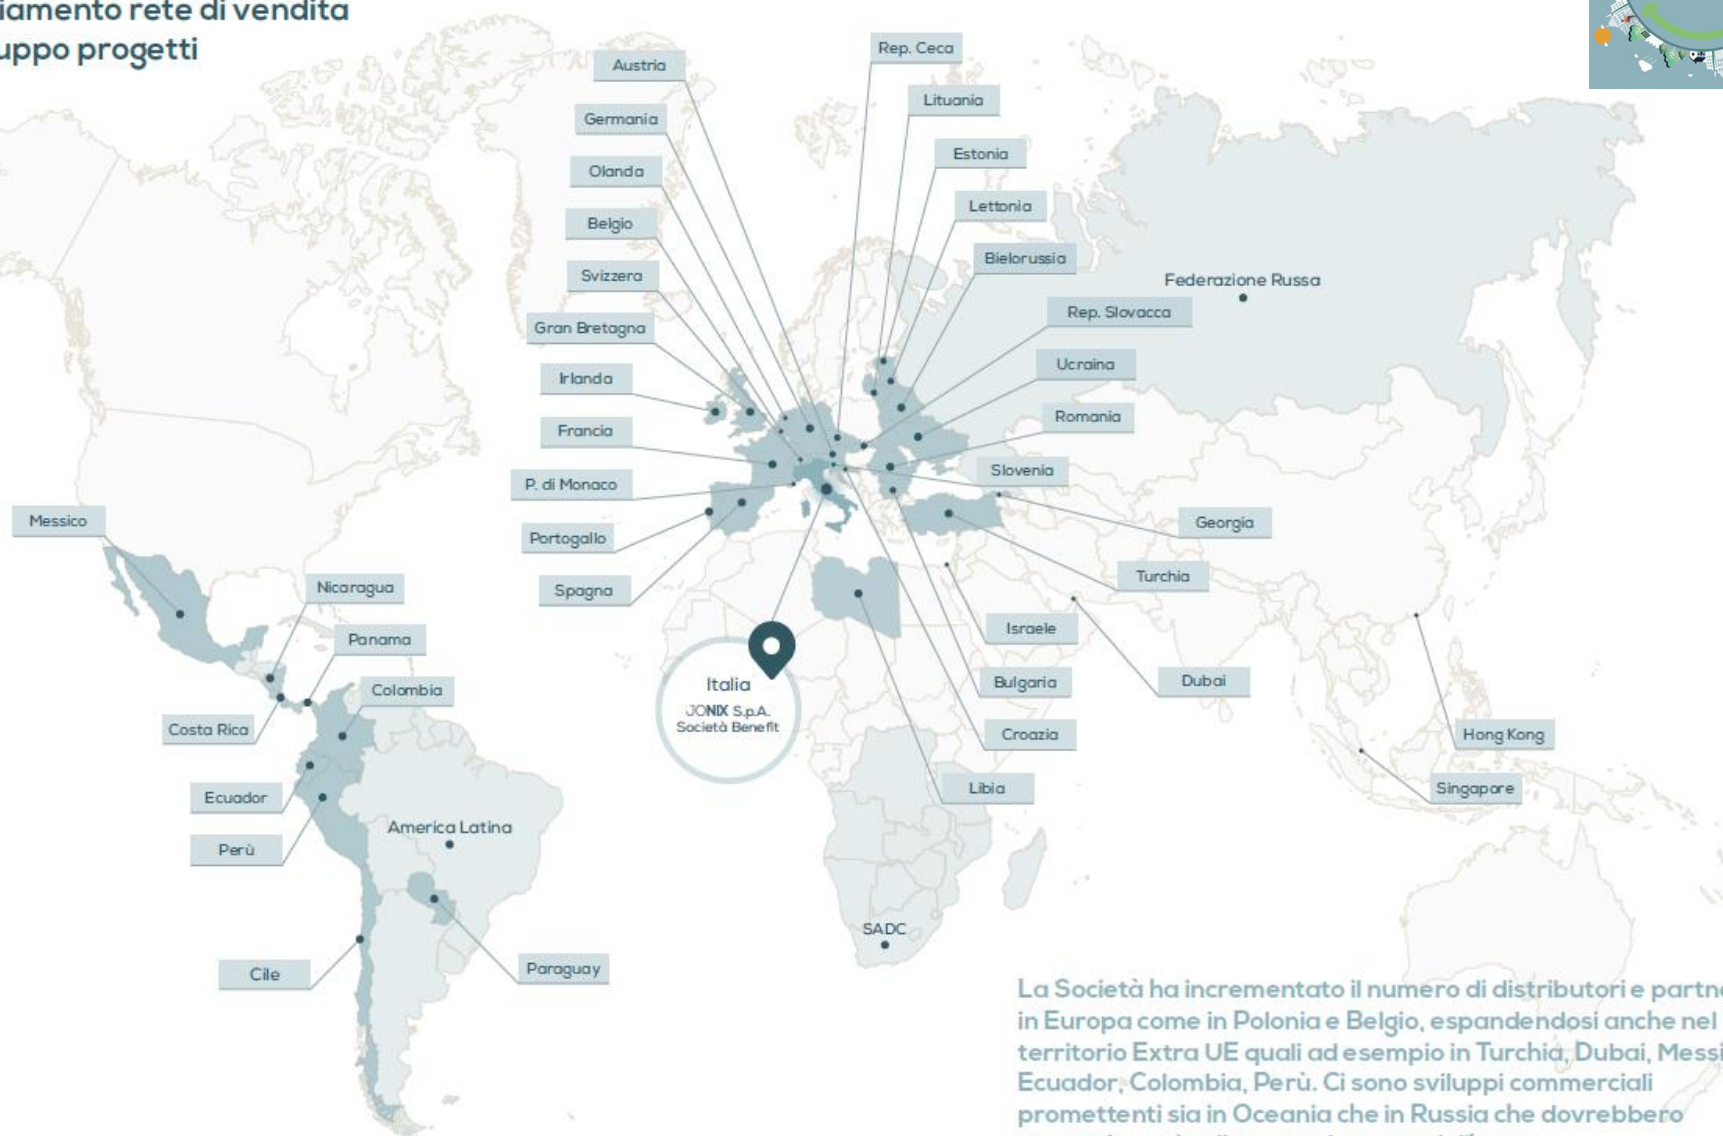 iamento rete di vendita
uppo progetti
Austria
Germania
Olanda
Belgio
Svizzera
Gran Bretagna
Irlanda
Francia
P. di Monaco
Portogallo
Spagna
Rep. Ceca
Lituania
Estonia
Lettonia
Bielorussia
Federazione Russa
Rep. Slovacca
Ucraina
Romania
Slovenia
Georgia
Turchia
Israele
Dubai
Bulgaria
Croazia
Libia
Hong Kong
Singapore
Messico
Nicaragua
Panama
Colombia
Costa Rica
Ecuador
Perù
America Latina
Cile
Paraguay
Italia
JONIX S.p.A.
Società Benefit
SADC
La Società ha incrementato il numero di distributori e partn
in Europa come in Polonia e Belgio, espandendosi anche nel
territorio Extra UE quali ad esempio in Turchia, Dubai, Messi
Ecuador, Colombia, Perù. Ci sono sviluppi commerciali
promettenti sia in Oceania che in Russia che dovrebbero